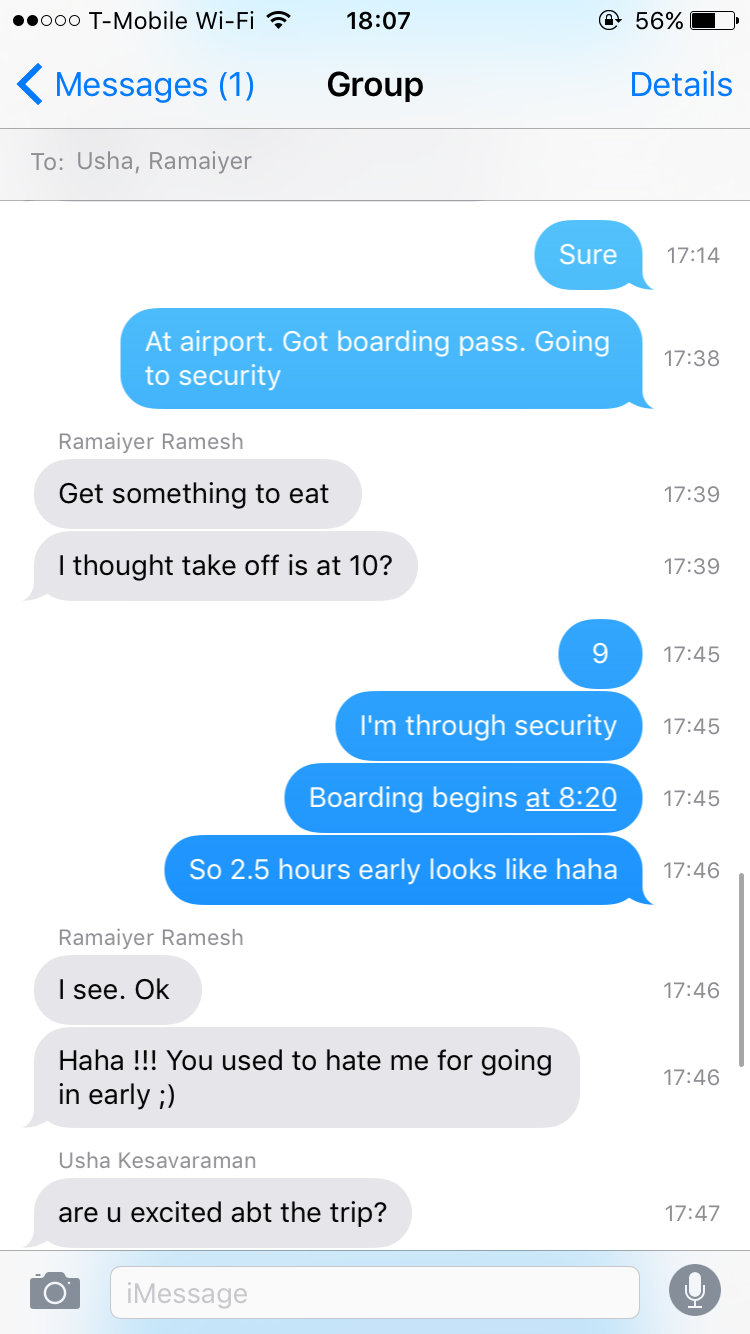 T-Mobile Wi-Fi 18:07 56%
Messages (1) Group Details
To: Usha, Ramaiyer
Sure 17:14
At airport. Got boarding pass. Going
to security
17:38
Ramaiyer Ramesh
Get something to eat 17:39
I thought take off is at 10? 17:39
9 17:45
I'm through security 17:45
Boarding begins at 8:20 17:45
So 2.5 hours early looks like haha 17:46
Ramaiyer Ramesh
I see. Ok 17:46
Haha !!! You used to hate me for going
in early ;)
17:46
Usha Kesavaraman
are u excited abt the trip? 17:47
iMessage